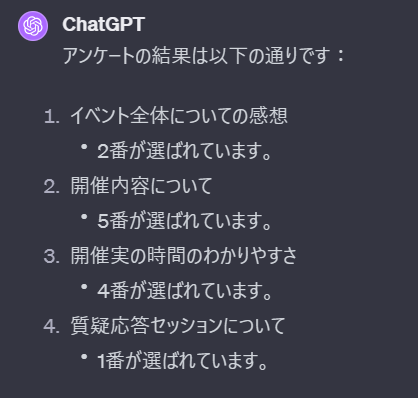 ChatGPT
アンケートの結果は以下の通りです：
1. イベント全体についての感想
• 2番が選ばれています。
2. 開催内容について
• 5番が選ばれています。
3. 開催実の時間のわかりやすさ
• 4番が選ばれています。
4. 質疑応答セッションについて
• 1番が選ばれています。